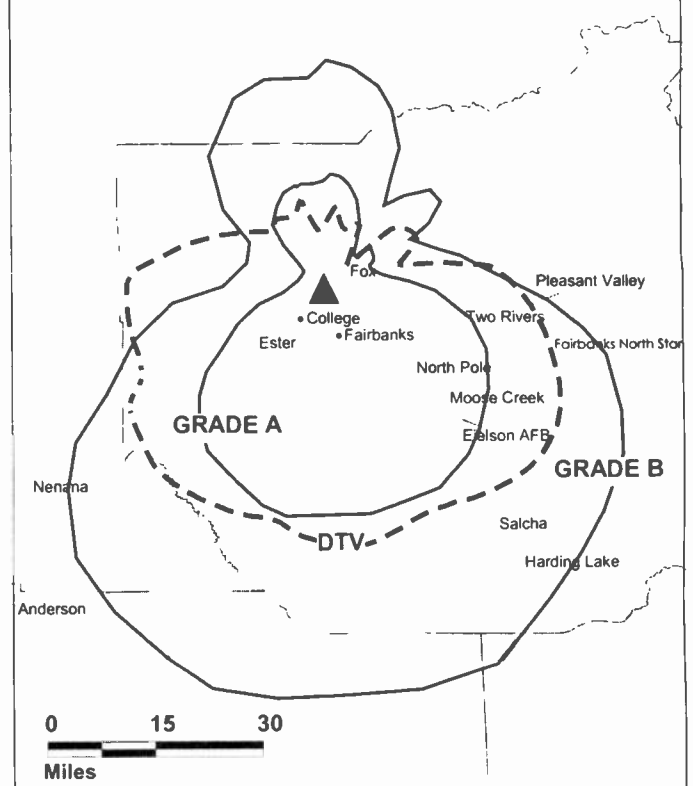 Fox
Pleasant Valley
College
Two Rivers
Fairbanks
Ester
Fairbanks North Star
North Pole
Moose Creek
GRADE A
Eielson AFB
GRADE B
Nenana
Salcha
DTV
Harding Lake
L
Anderson
0 15 30
Miles